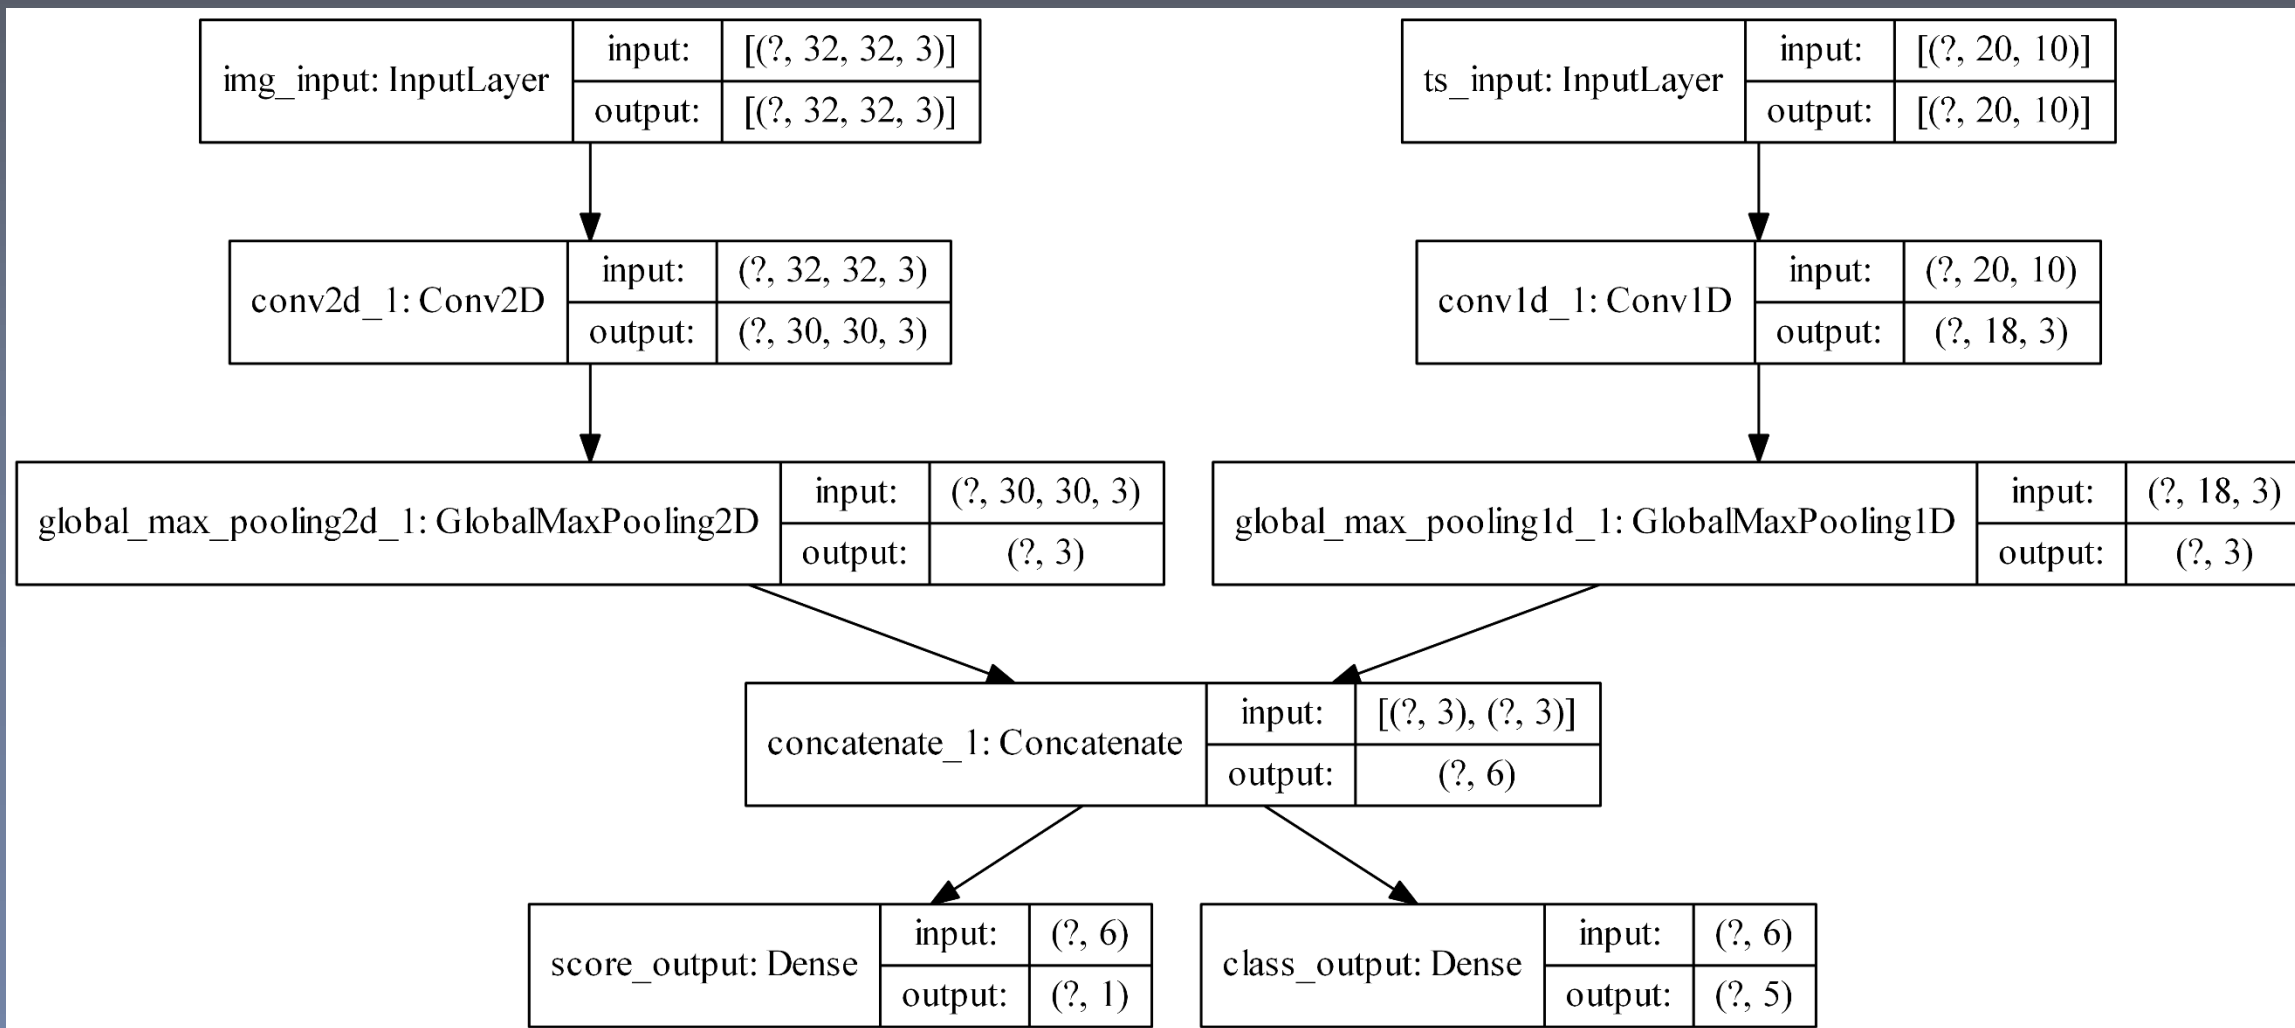 img_input: InputLayer
input:
[(?, 32, 32, 3)]
output:
[(?, 32, 32, 3)]
ts_input: InputLayer
input:
[(?, 20, 10)]
output:
[(?, 20, 10)]
conv2d_1: Conv2D
input:
(?, 32, 32, 3)
output:
(?, 30, 30, 3)
conv1d_1: Conv1D
input:
(?, 20, 10)
output:
(?, 18, 3)
global_max_pooling2d_1: GlobalMaxPooling2D
input:
(?, 30, 30, 3)
output:
(?, 3)
global_max_pooling1d_1: GlobalMaxPooling1D
input:
(?, 18, 3)
output:
(?, 3)
concatenate_1: Concatenate
input:
[(?, 3), (?, 3)]
output:
(?, 6)
score_output: Dense
input:
(?, 6)
output:
(?, 1)
class_output: Dense
input:
(?, 6)
output:
(?, 5)